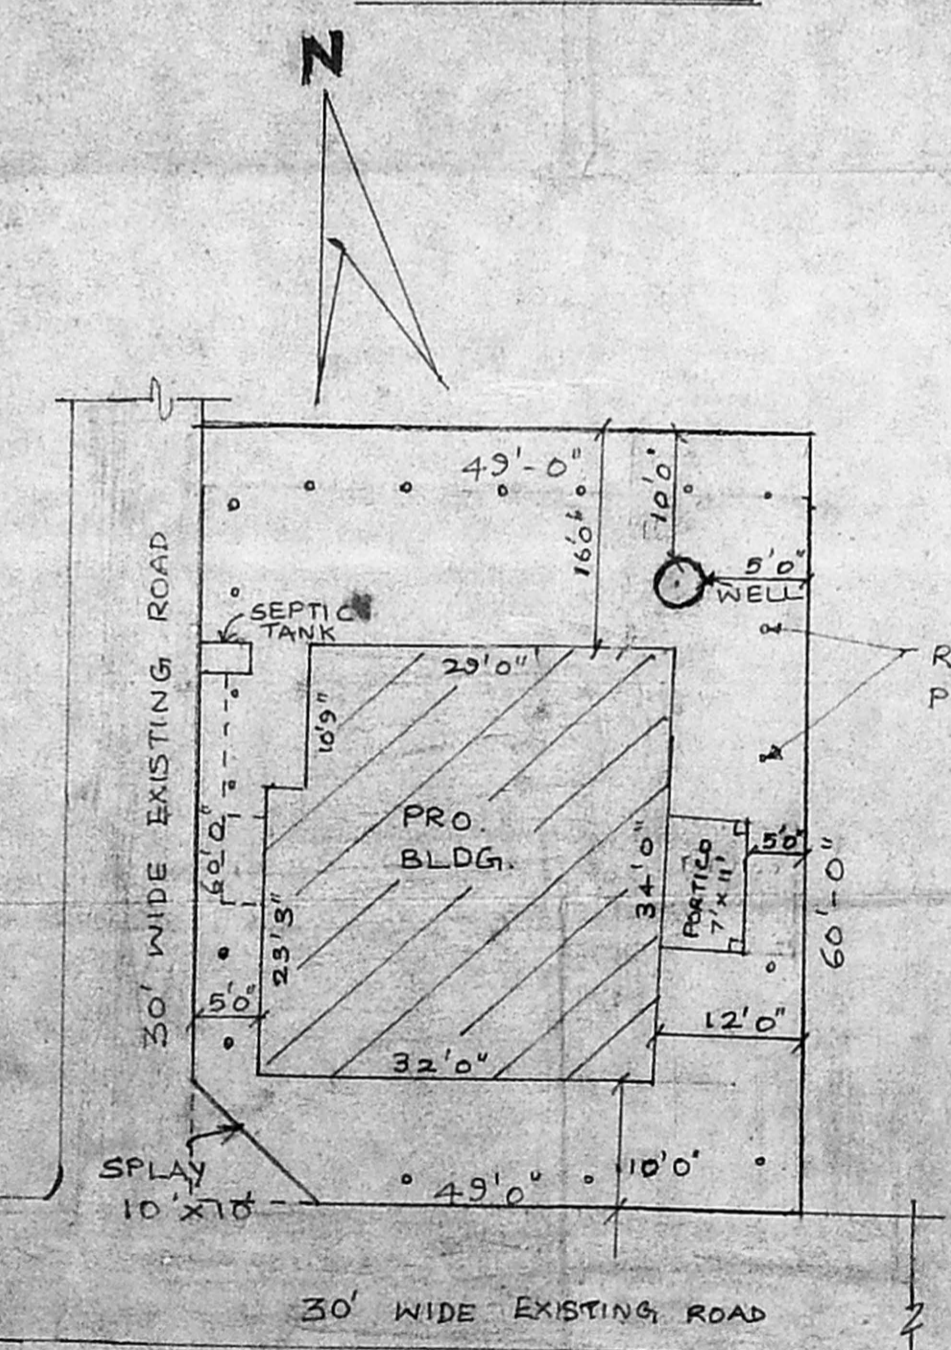 N
49'-0"
16'0"
10'0"
5'0"
WELL
SEPTIC
TANK
R
P
29'0"
10'9"
30' WIDE EXISTING ROAD
60'0"
PRO.
BLDG.
34'0"
PORTICO
7' x 11'
5'0"
60'-0"
23'3"
5'0"
12'0"
32'0"
SPLAY
10' x 10'
49'0"
10'0"
30' WIDE EXISTING ROAD